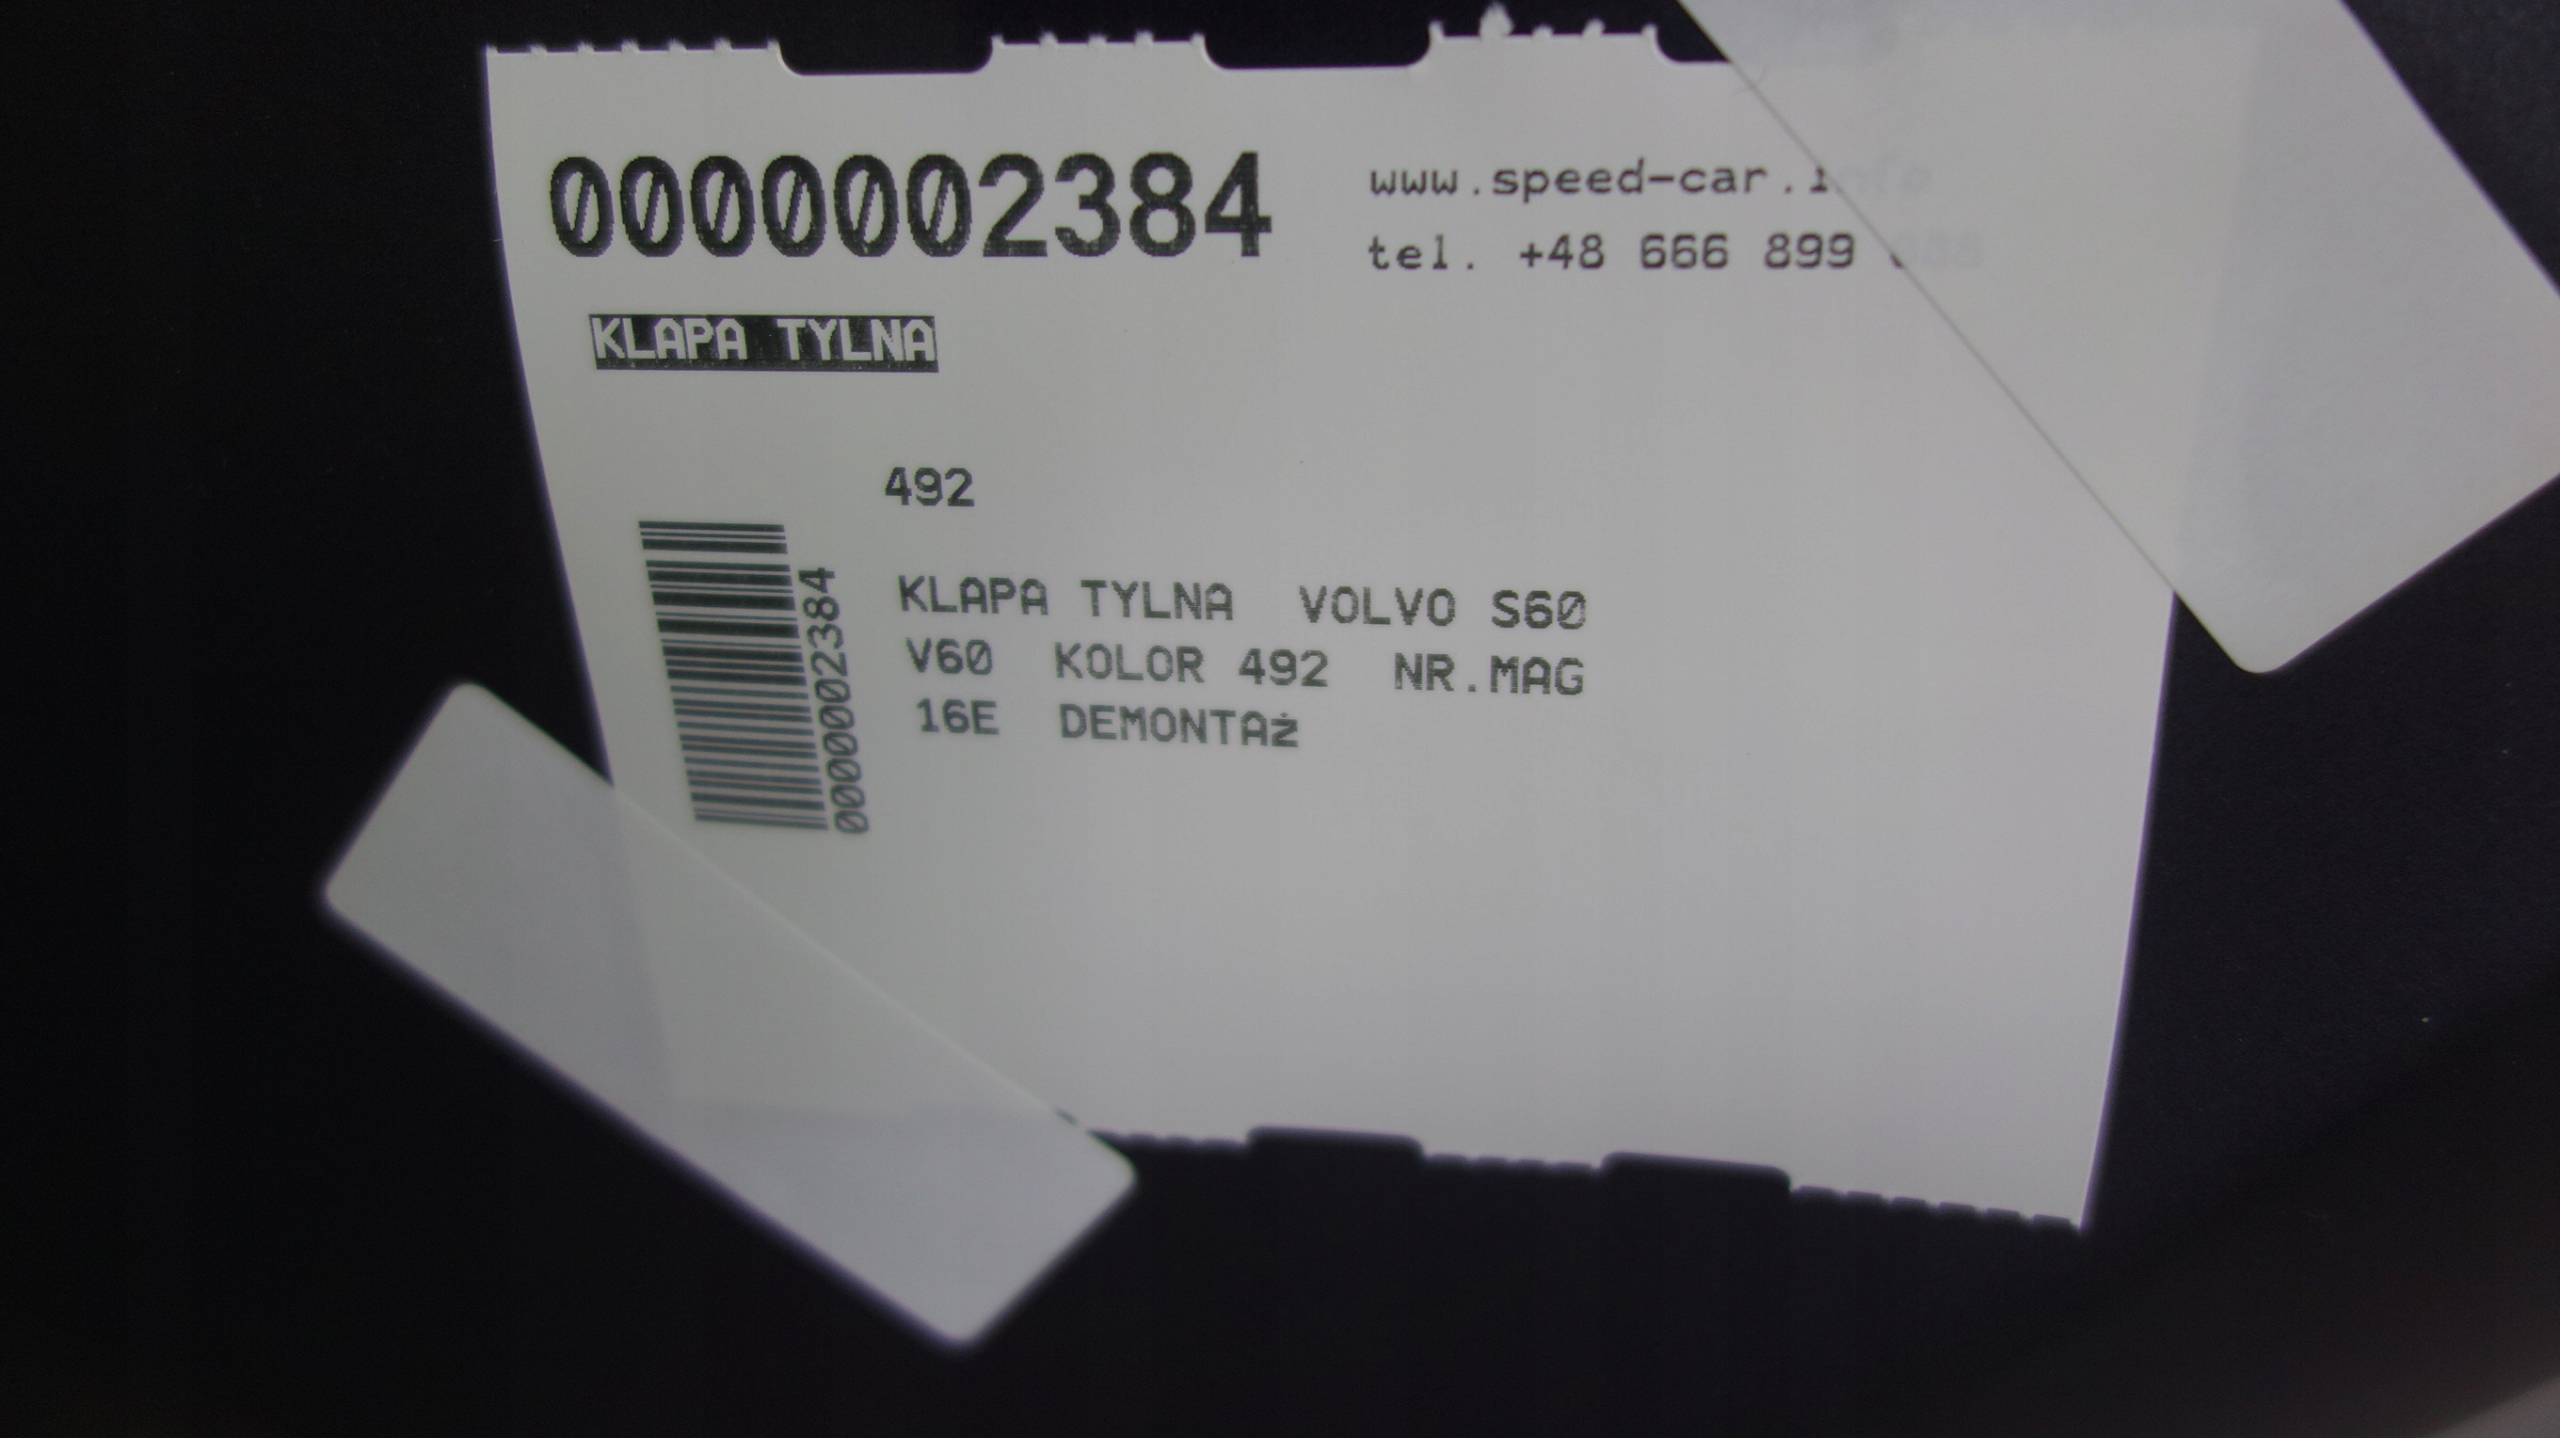 0000002384
www.speed-car.
tel. +48 666 899
KLAPA TYLNA
492
0000002384
KLAPA TYLNA VOLVO S60
V60 KOLOR 492 NR.MAG
16E DEMONTAż